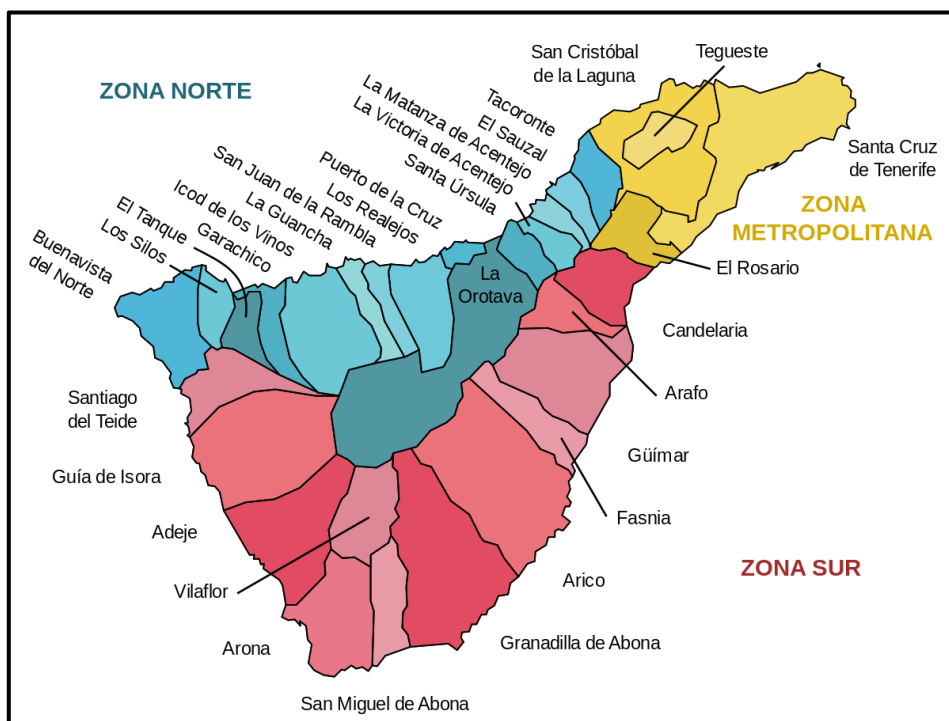 ZONA NORTE
San Cristóbal
de la Laguna
Tegueste
Tacoronte
El Sauzal
La Matanza de Acentejo
La Victoria de Acentejo
Santa Úrsula
Santa Cruz
de Tenerife
ZONA
METROPOLITANA
Puerto de la Cruz
Los Realejos
San Juan de la Rambla
La Guancha
Icod de los Vinos
Garachico
El Tanque
Los Silos
Buenavista
del Norte
La
Orotava
El Rosario
Candelaria
Arafo
Santiago
del Teide
Güímar
Guía de Isora
Fasnia
Adeje
ZONA SUR
Vilaflor
Arico
Arona
Granadilla de Abona
San Miguel de Abona